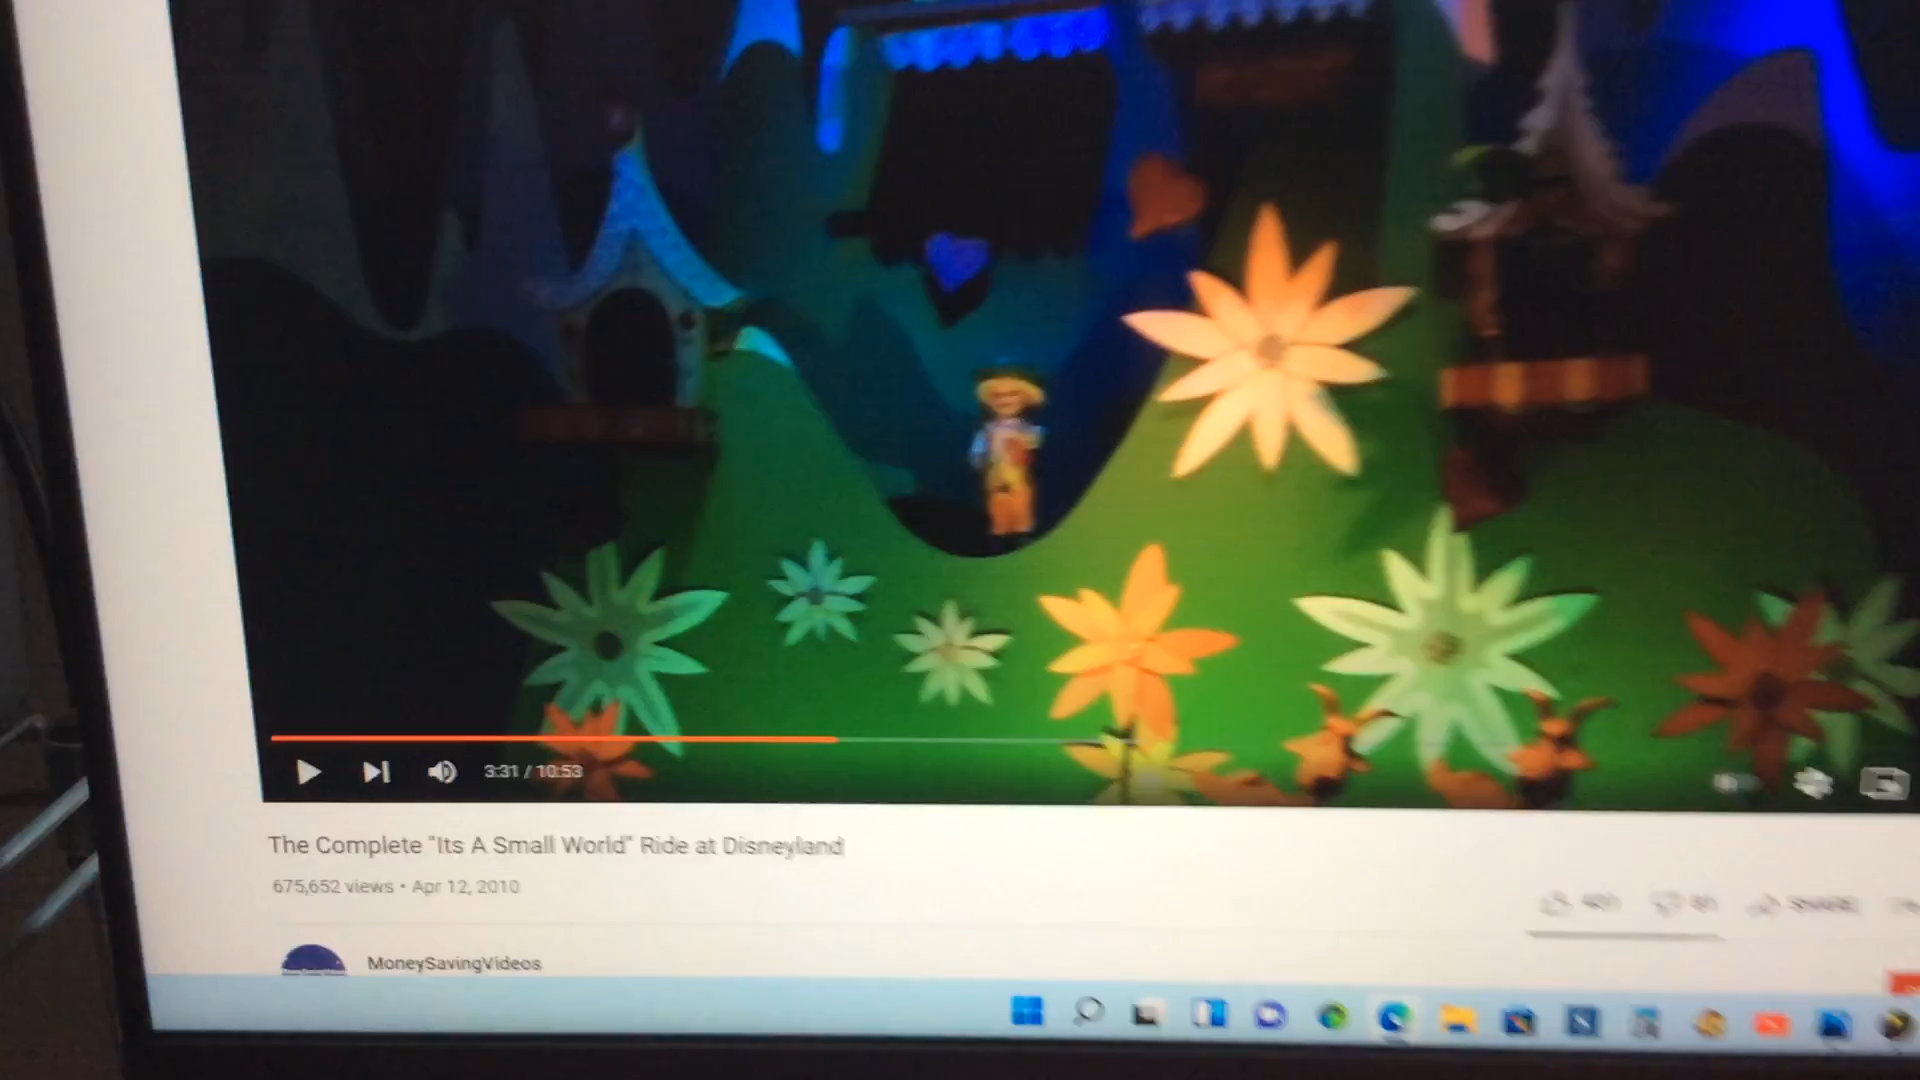 3:31 / 10:53
The Complete "Its A Small World" Ride at Disneyland
675,652 views • Apr 12, 2010
MoneySavingVideos